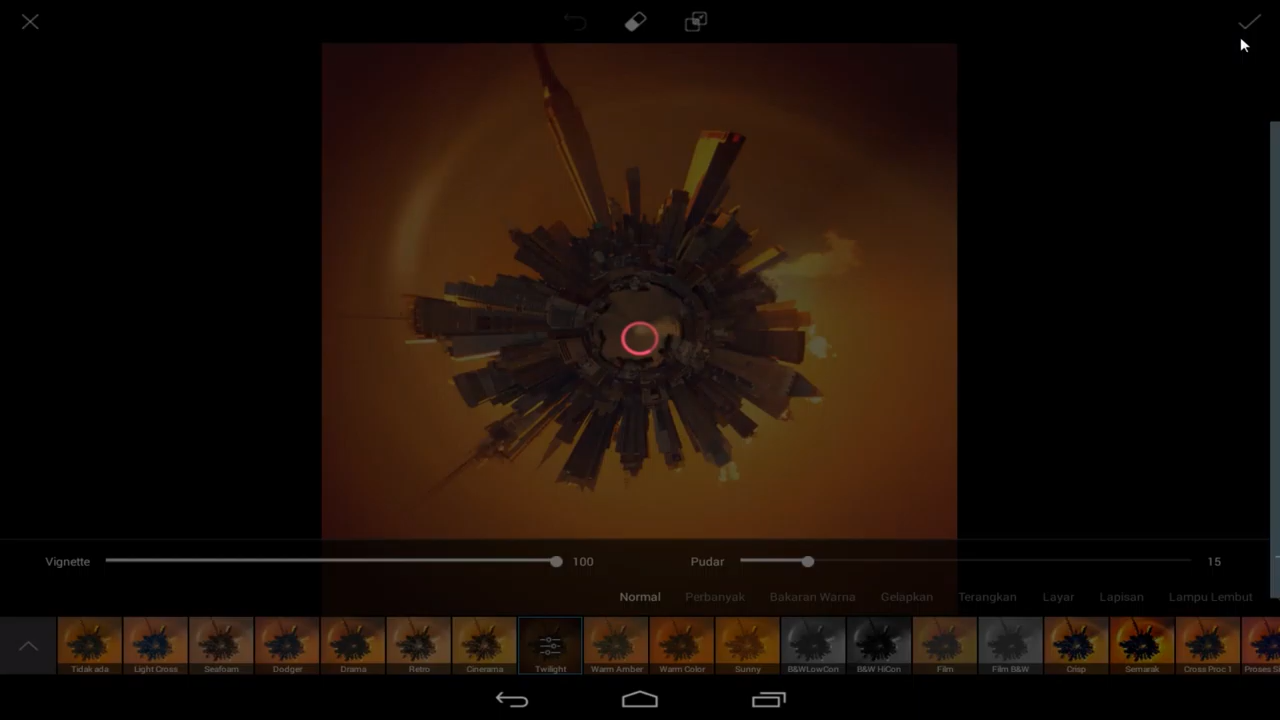 Vignette 100 Pudar 15
Normal Perbanyak Bakaran Warna Gelapkan Terangkan Layar Lapisan Lampu Lembut
Tidak ada Light Cross Seafoam Dodger Drama Retro Cinerama Twilight Warm Amber Warm Color Sunny B&WLowCon B&W HiCon Film Film B&W Crisp Semarak Cross Proc 1 Proses S